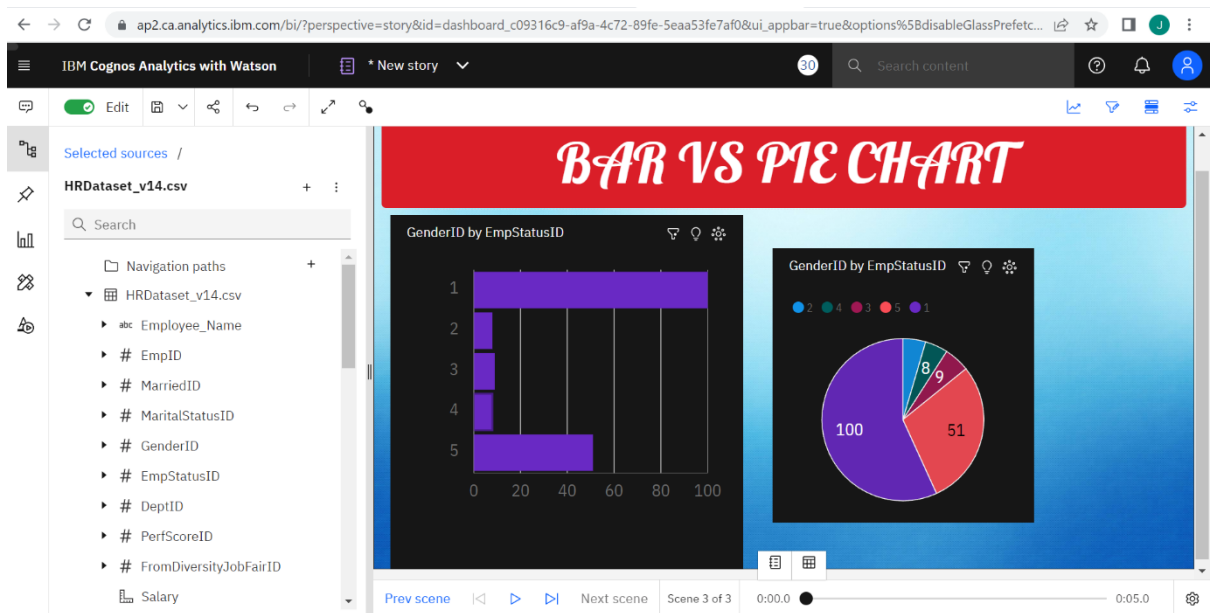 ap2.ca.analytics.ibm.com/bi/?perspective=story&id=dashboard_c09316c9-af9a-4c72-89fe-5eaa53fe7af0&ui_appbar=true&options%5BdisableGlassPrefetc...
J
IBM Cognos Analytics with Watson
* New story
30
Search content
Edit
Selected sources /
HRDataset_v14.csv
Search
Navigation paths
HRDataset_v14.csv
abc Employee_Name
# EmpID
# MarriedID
# MaritalStatusID
# GenderID
# EmpStatusID
# DeptID
# PerfScoreID
# FromDiversityJobFairID
Salary
BAR VS PIE CHART
GenderID by EmpStatusID
1
2
3
4
5
0 20 40 60 80 100
GenderID by EmpStatusID
2 4 3 5 1
8
9
100
51
Prev scene
Next scene
Scene 3 of 3
0:00.0
0:05.0